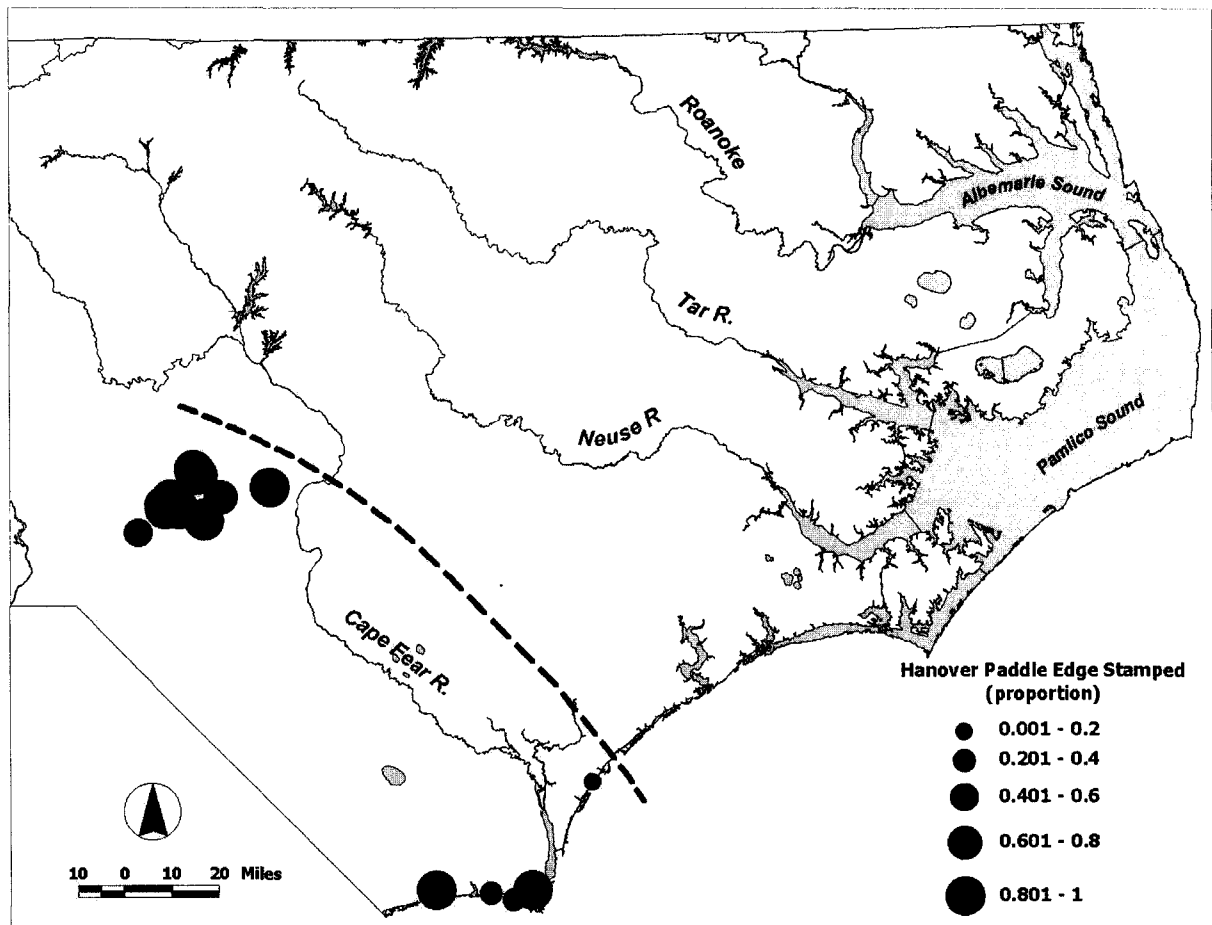 Roanoke
Albemarle Sound
Tar R.
Neuse R
Pamlico Sound
Cape Eear R.
Hanover Paddle Edge Stamped
(proportion)
0.001 - 0.2
0.201 - 0.4
0.401 - 0.6
0.601 - 0.8
0.801 - 1
10 0 10 20 Miles